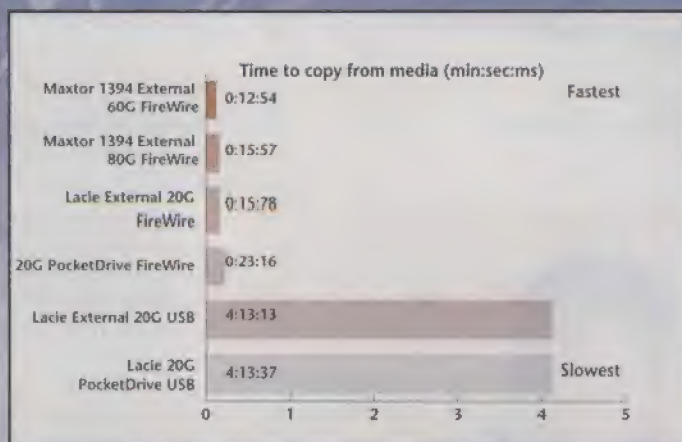 Time to copy from media (min:sec:ms)
Fastest
Maxtor 1394 External
60G FireWire
0:12:54
Maxtor 1394 External
80G FireWire
0:15:57
Lacie External 20G
FireWire
0:15:78
20G PocketDrive FireWire
0:23:16
Lacie External 20G USB
4:13:13
Lacie 20G
PocketDrive USB
4:13:37
Slowest
0 1 2 3 4 5